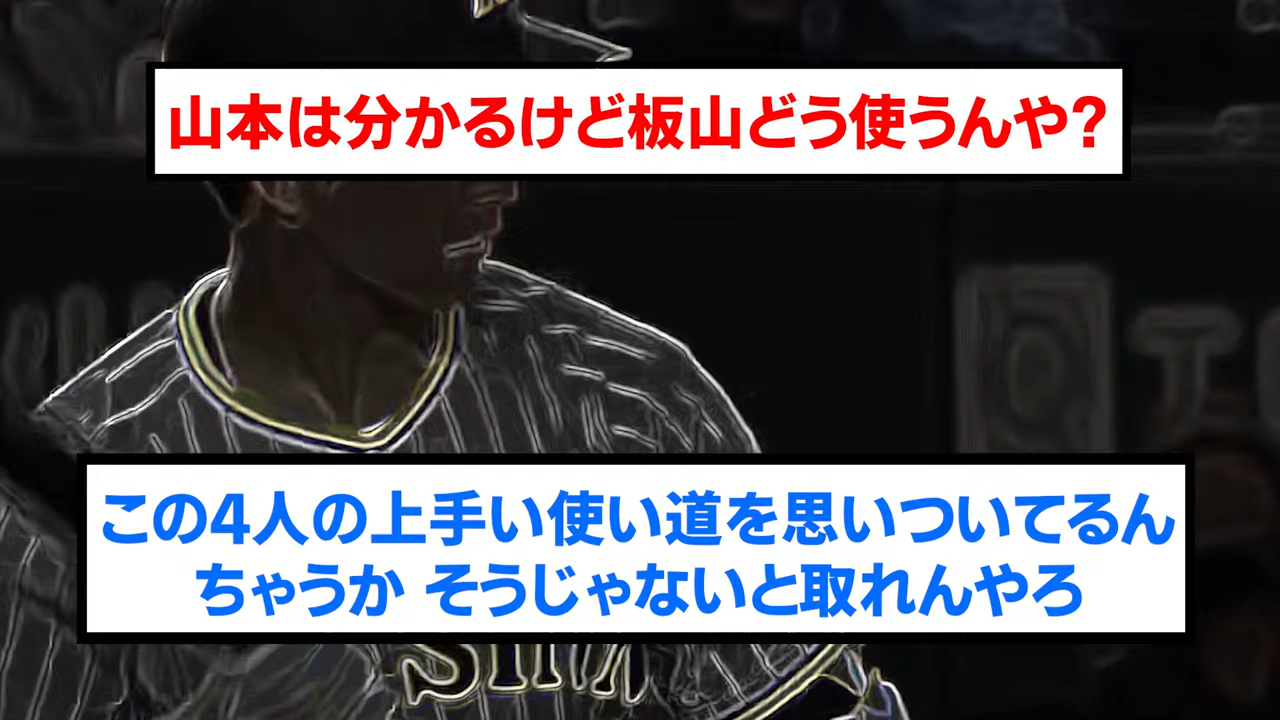 山本は分かるけど板山どう使うんや？
この4人の上手い使い道を思いついてるん
ちゃうか そうじゃないと取れんやろ